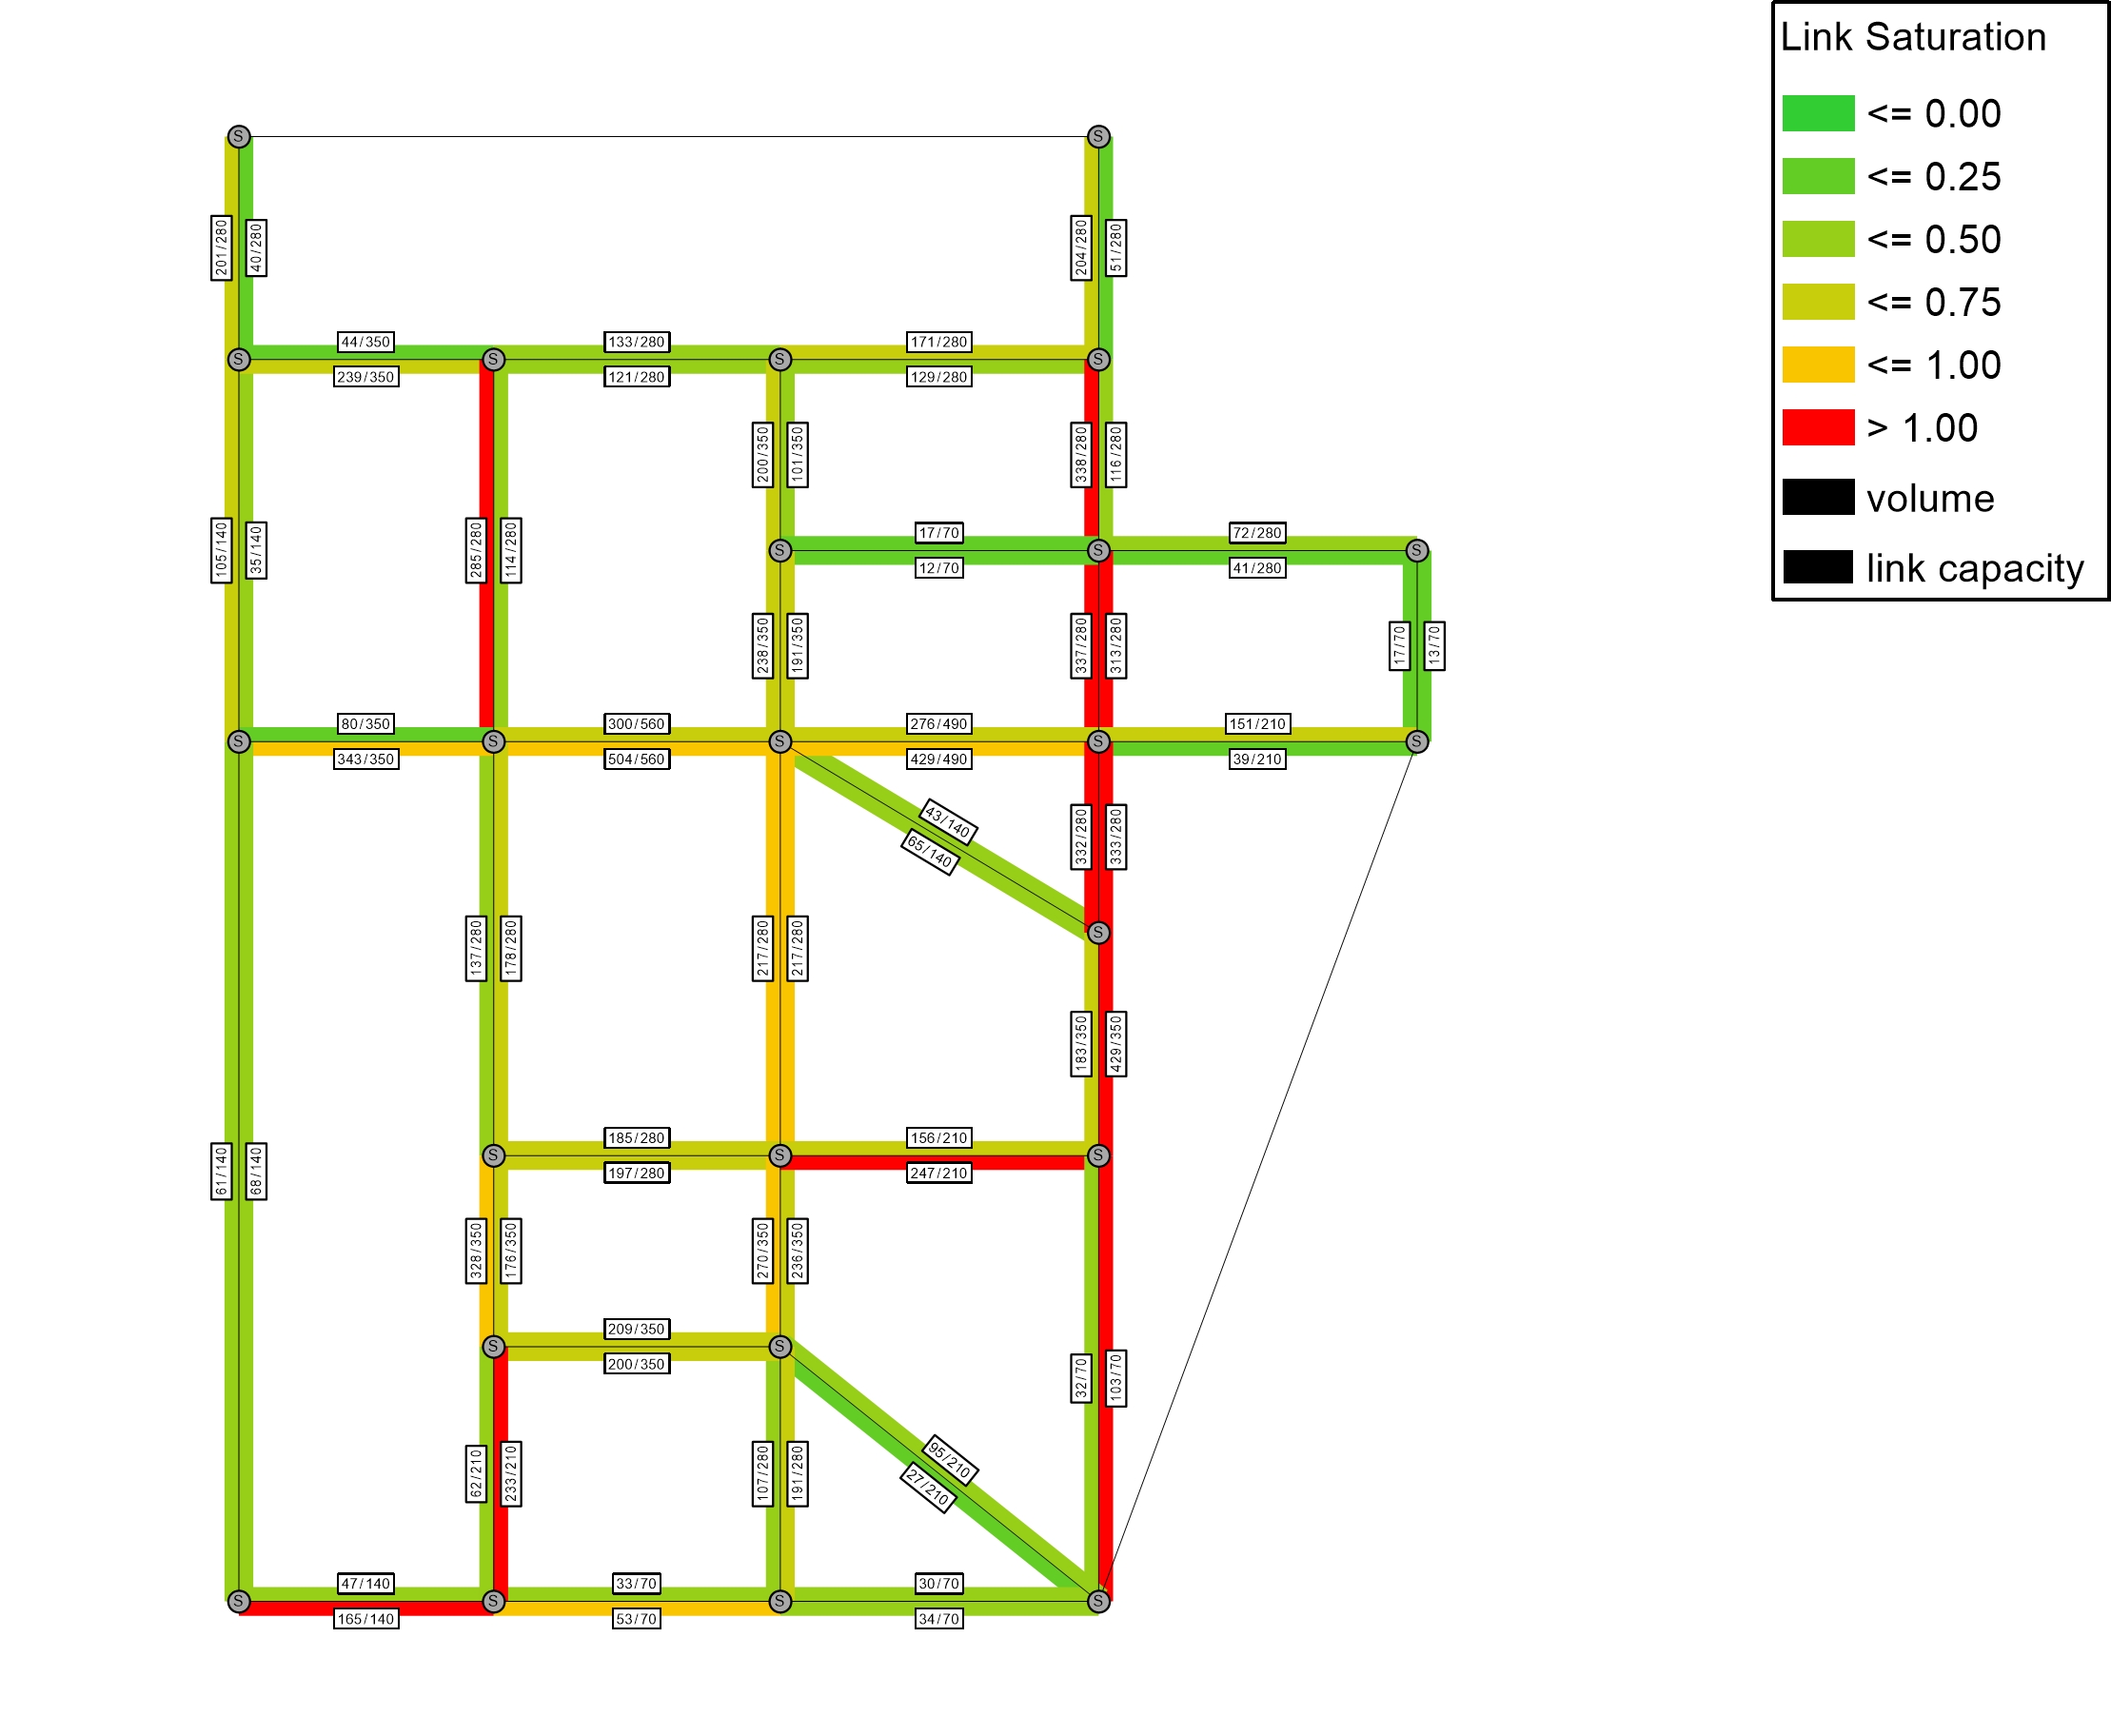 Link Saturation
<= 0.00
<= 0.25
<= 0.50
<= 0.75
<= 1.00
> 1.00
volume
link capacity
S
S
201/280
40/280
204/280
51/280
44/350
133/280
171/280
S
S
S
S
239/350
121/280
129/280
200/350
101/350
338/280
116/280
105/140
35/140
285/280
114/280
17/70
72/280
S
S
S
12/70
41/280
238/350
191/350
337/280
313/280
17/70
13/70
80/350
300/560
276/490
151/210
S
S
S
S
S
343/350
504/560
429/490
39/210
43/140
65/140
332/280
333/280
S
137/280
178/280
217/280
217/280
183/350
429/350
185/280
156/210
S
S
S
197/280
247/210
61/140
68/140
328/350
176/350
270/350
236/350
209/350
S
S
200/350
32/70
103/70
95/210
27/210
62/210
233/210
107/280
191/280
47/140
33/70
30/70
S
S
S
S
165/140
53/70
34/70